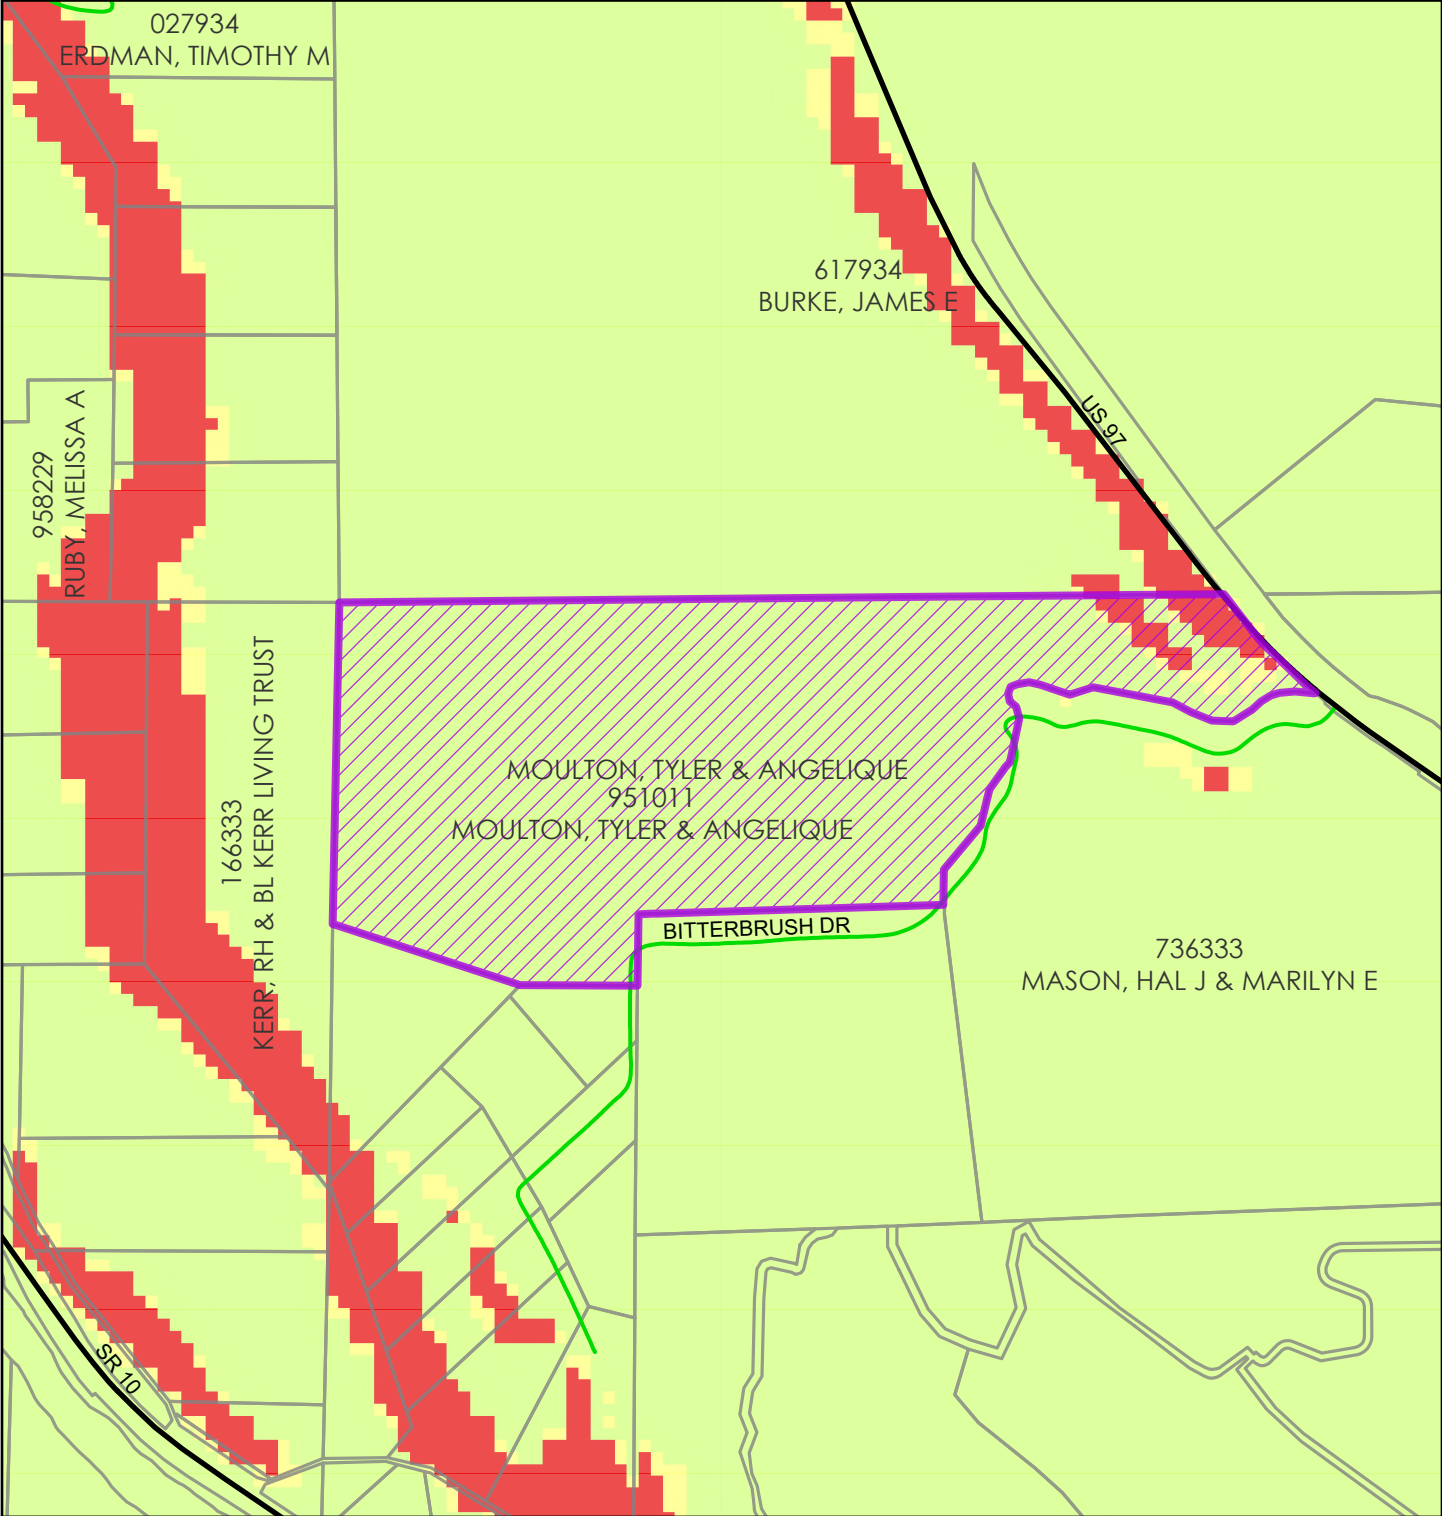 027934
ERDMAN, TIMOTHY M
617934
BURKE, JAMES E
US 97
958229
RUBY, MELISSA A
166333
KERR, RH & BL KERR LIVING TRUST
MOULTON, TYLER & ANGELIQUE
951011
MOULTON, TYLER & ANGELIQUE
BITTERBRUSH DR
736333
MASON, HAL J & MARILYN E
SR 10